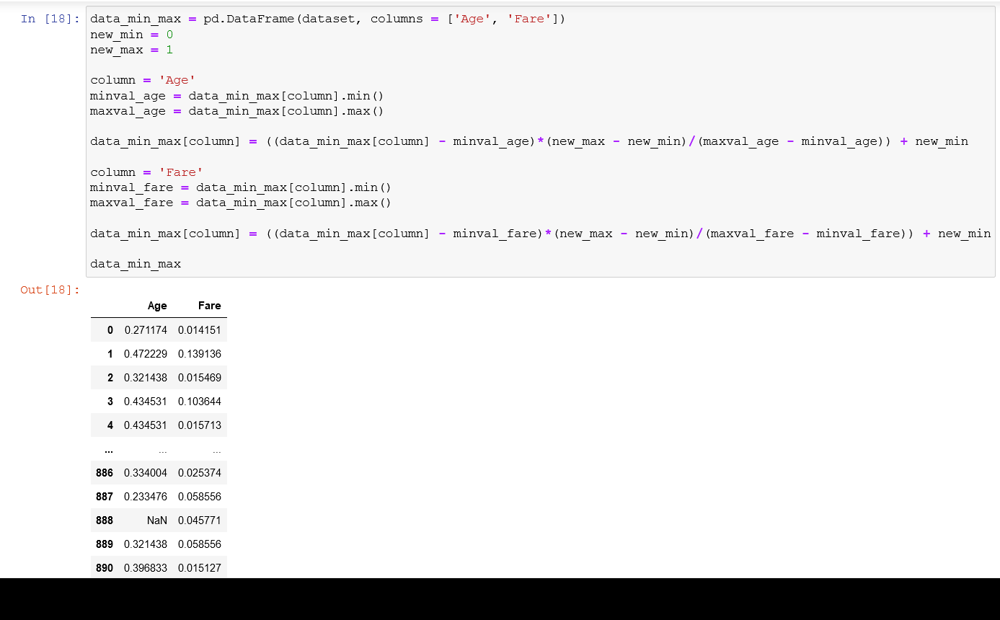 In [18]: data_min_max = pd.DataFrame(dataset, columns = ['Age', 'Fare'])
new_min = 0
new_max = 1
column = 'Age'
minval_age = data_min_max[column].min()
maxval_age = data_min_max[column].max()
data_min_max[column] = ((data_min_max[column] - minval_age)*(new_max - new_min)/(maxval_age - minval_age)) + new_min
column = 'Fare'
minval_fare = data_min_max[column].min()
maxval_fare = data_min_max[column].max()
data_min_max[column] = ((data_min_max[column] - minval_fare)*(new_max - new_min)/(maxval_fare - minval_fare)) + new_min
data_min_max
Out[18]:
Age Fare
0 0.271174 0.014151
1 0.472229 0.139136
2 0.321438 0.015469
3 0.434531 0.103644
4 0.434531 0.015713
... ... ...
886 0.334004 0.025374
887 0.233476 0.058556
888 NaN 0.045771
889 0.321438 0.058556
890 0.396833 0.015127